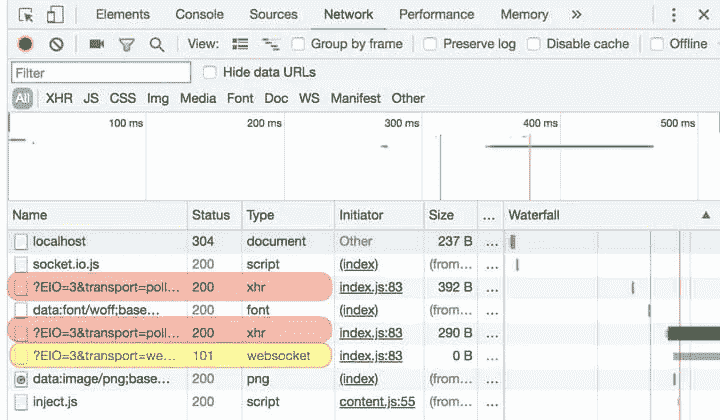 Elements Console Sources Network Performance Memory »
View: Group by frame Preserve log Disable cache Offline
Filter Hide data URLs
All XHR JS CSS Img Media Font Doc WS Manifest Other
100 ms 200 ms 300 ms 400 ms 500 ms
Name Status Type Initiator Size ... Waterfall
localhost 304 document Other 237 B ...
socket.io.js 200 script (index) (from... ...
?EIO=3&transport=poll... 200 xhr index.js:83 392 B ...
data:font/woff;base... 200 font (index) (from... ...
?EIO=3&transport=poll... 200 xhr index.js:83 290 B ...
?EIO=3&transport=we... 101 websocket index.js:83 0 B ...
data:image/png;base... 200 png (index) (from... ...
inject.js 200 script content.js:55 (from... ...